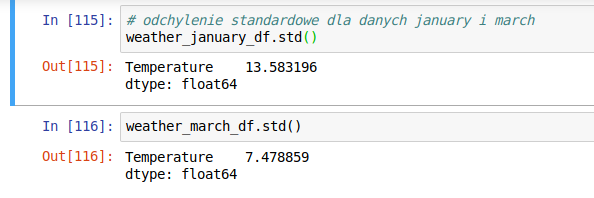 In [115]: # odchylenie standardowe dla danych january i march
weather_january_df.std()
Out[115]: Temperature    13.583196
dtype: float64
In [116]: weather_march_df.std()
Out[116]: Temperature    7.478859
dtype: float64